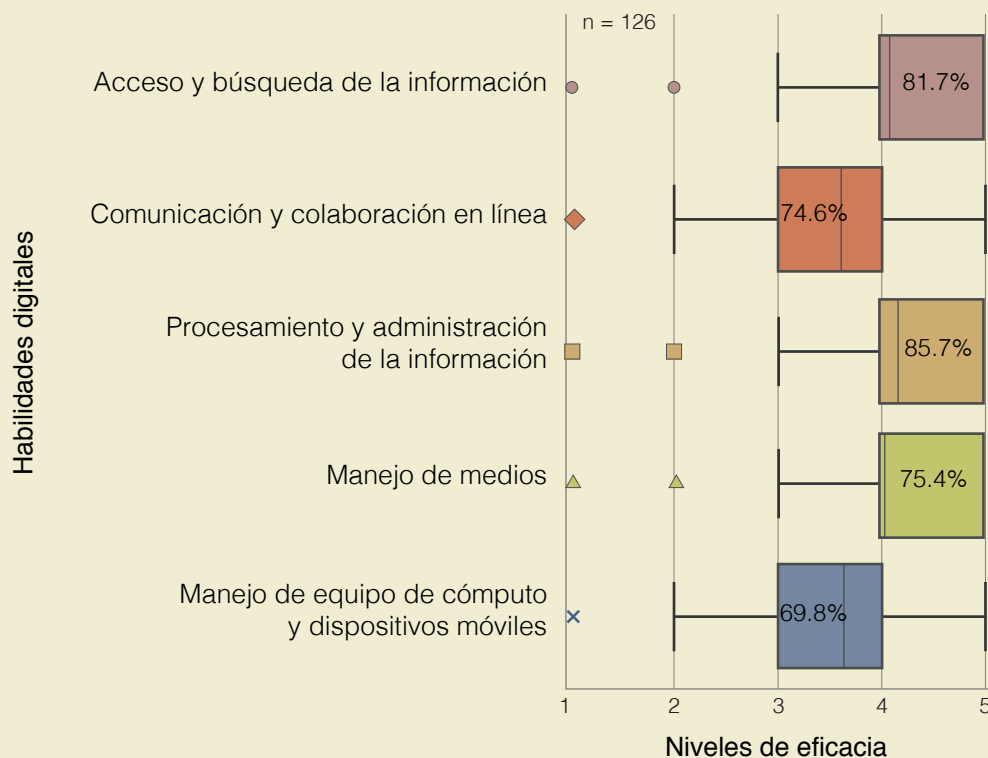 n = 126
Acceso y búsqueda de la información
81.7%
Comunicación y colaboración en línea
74.6%
Procesamiento y administración
de la información
85.7%
Manejo de medios
75.4%
Manejo de equipo de cómputo
y dispositivos móviles
69.8%
Habilidades digitales
1 2 3 4 5
Niveles de eficacia